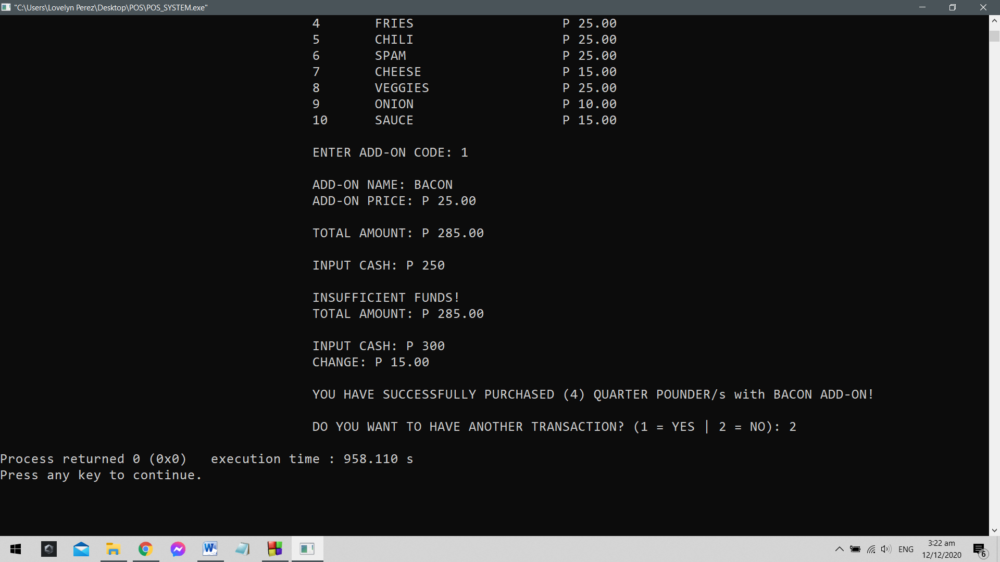 "C:\Users\Lovelyn Perez\Desktop\POS\POS_SYSTEM.exe"
4 FRIES P 25.00
5 CHILI P 25.00
6 SPAM P 25.00
7 CHEESE P 15.00
8 VEGGIES P 25.00
9 ONION P 10.00
10 SAUCE P 15.00
ENTER ADD-ON CODE: 1
ADD-ON NAME: BACON
ADD-ON PRICE: P 25.00
TOTAL AMOUNT: P 285.00
INPUT CASH: P 250
INSUFFICIENT FUNDS!
TOTAL AMOUNT: P 285.00
INPUT CASH: P 300
CHANGE: P 15.00
YOU HAVE SUCCESSFULLY PURCHASED (4) QUARTER POUNDER/s with BACON ADD-ON!
DO YOU WANT TO HAVE ANOTHER TRANSACTION? (1 = YES | 2 = NO): 2
Process returned 0 (0x0)   execution time : 958.110 s
Press any key to continue.
W
ENG
3:22 am
12/12/2020
6